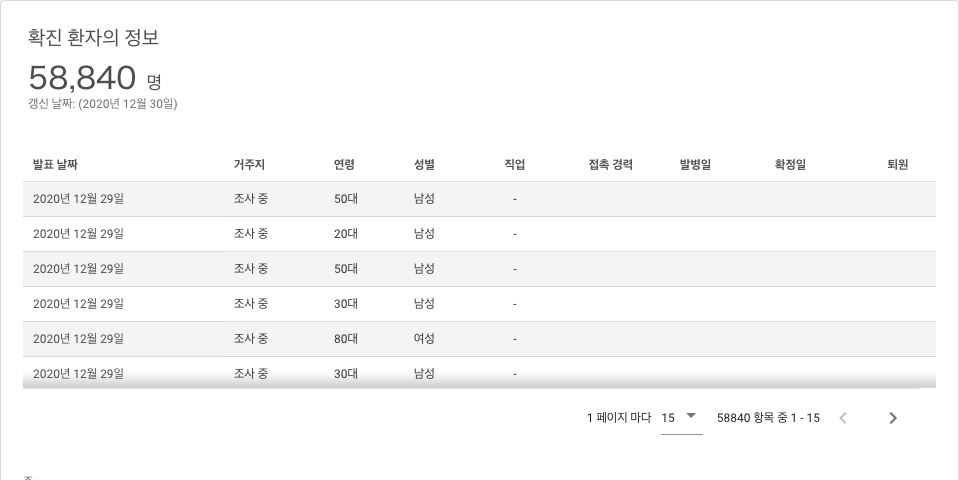 확진 환자의 정보
58,840 명
갱신 날짜: (2020년 12월 30일)
발표 날짜 거주지 연령 성별 직업 접촉 경력 발병일 확정일 퇴원
2020년 12월 29일 조사 중 50대 남성 -
2020년 12월 29일 조사 중 20대 남성 -
2020년 12월 29일 조사 중 50대 남성 -
2020년 12월 29일 조사 중 30대 남성 -
2020년 12월 29일 조사 중 80대 여성 -
2020년 12월 29일 조사 중 30대 남성 -
1 페이지 마다 15 58840 항목 중 1 - 15